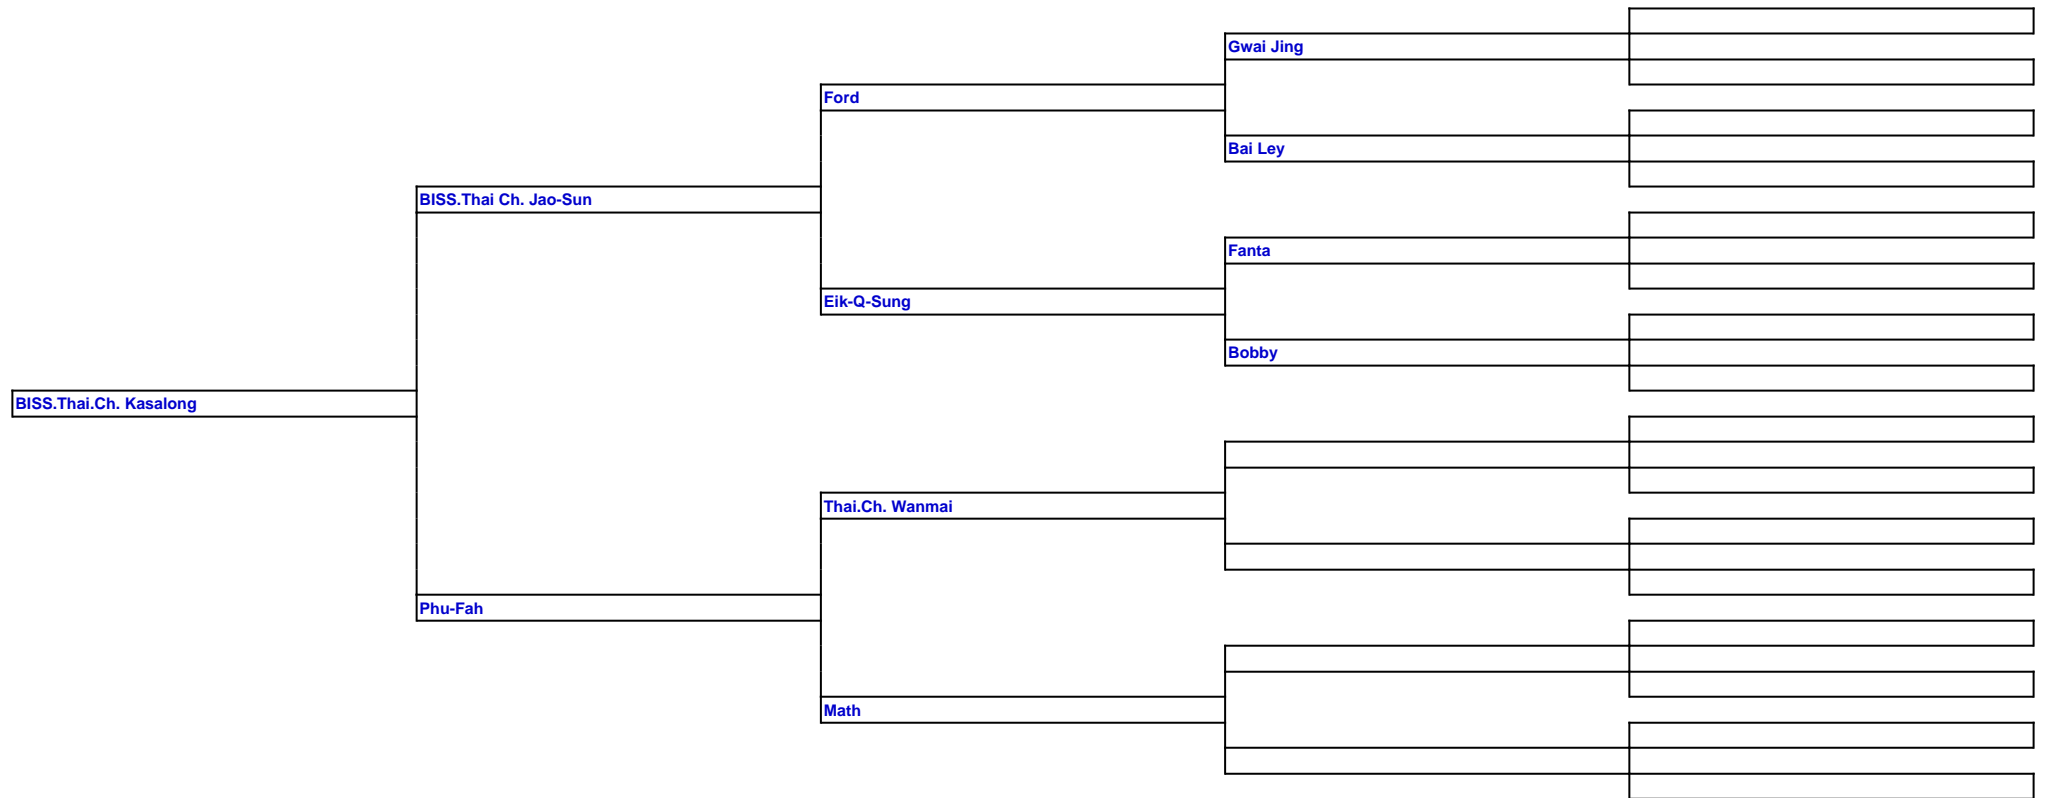 Gwai Jing
Ford
Bai Ley
BISS.Thai Ch. Jao-Sun
Fanta
Eik-Q-Sung
Bobby
BISS.Thai.Ch. Kasalong
Thai.Ch. Wanmai
Phu-Fah
Math